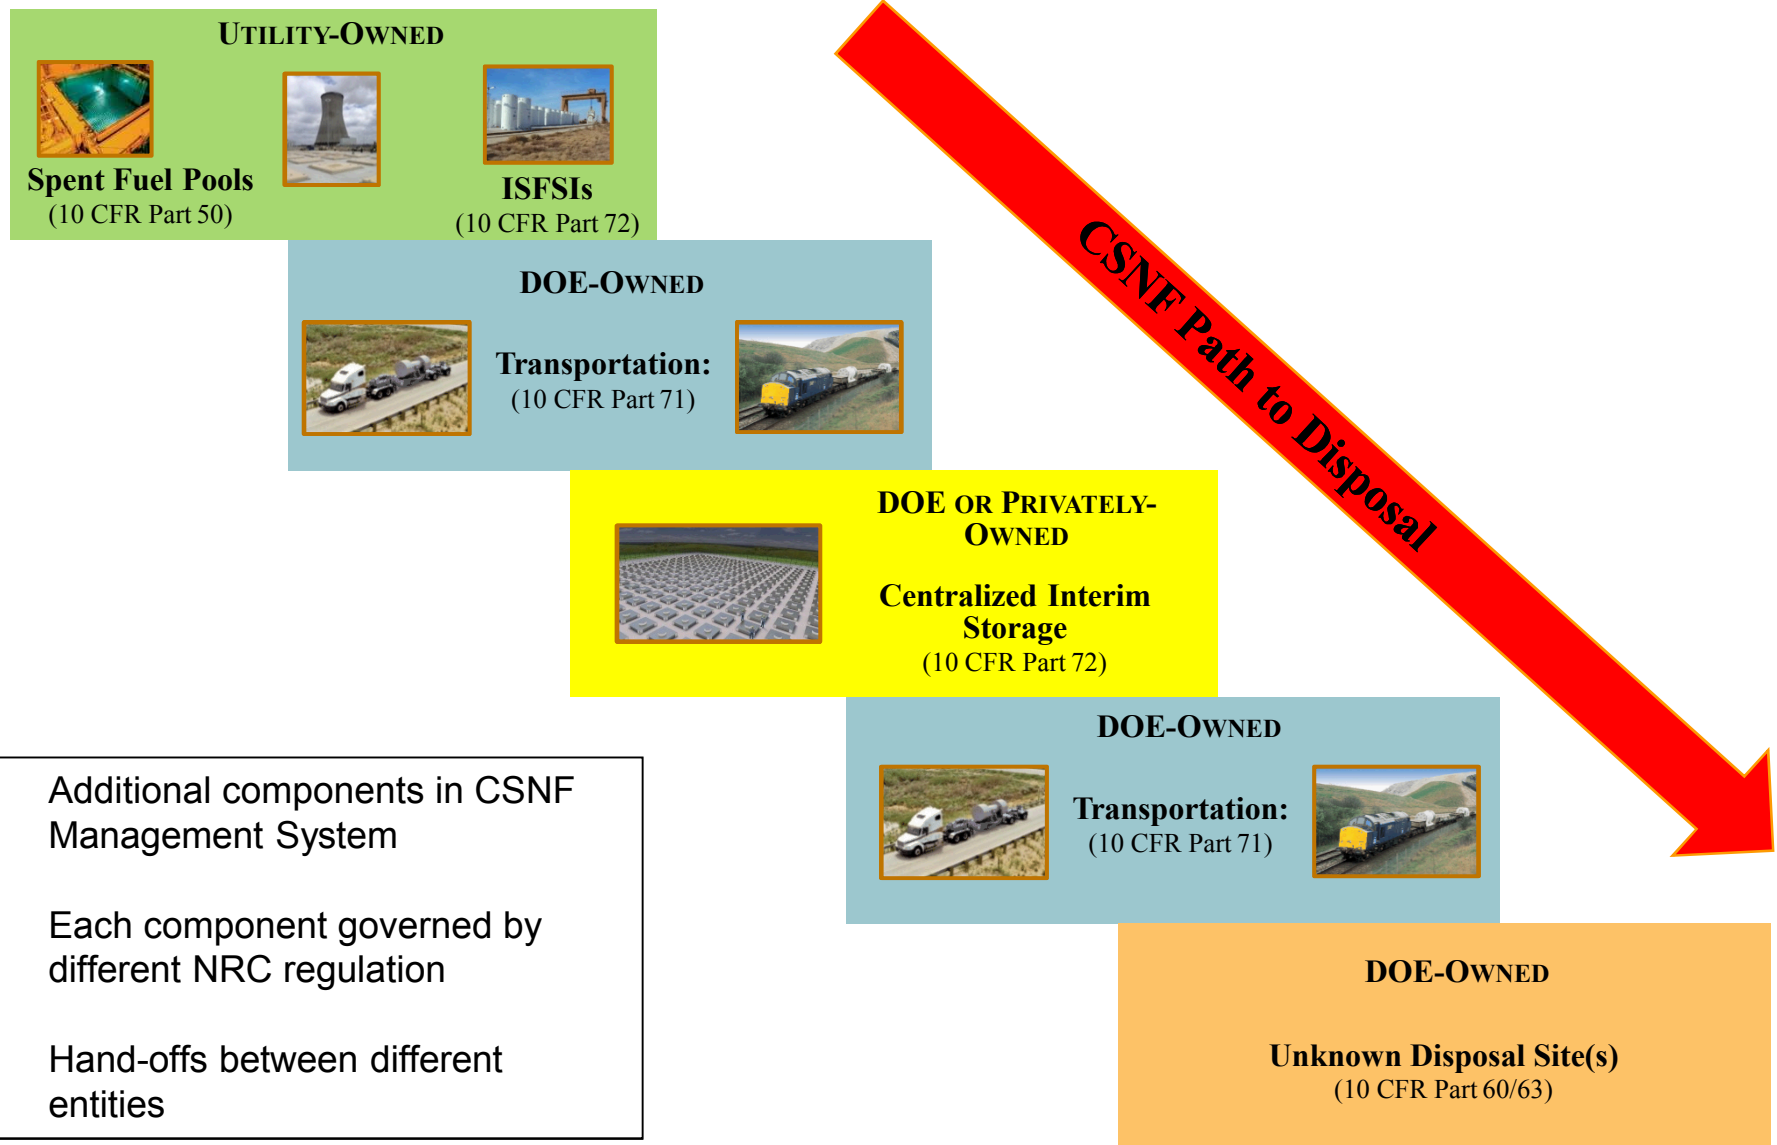 UTILITY-OWNED
Spent Fuel Pools
(10 CFR Part 50)
ISFSIs
(10 CFR Part 72)
DOE-OWNED
Transportation:
(10 CFR Part 71)
DOE OR PRIVATELY-
OWNED
Centralized Interim
Storage
(10 CFR Part 72)
DOE-OWNED
Transportation:
(10 CFR Part 71)
DOE-OWNED
Unknown Disposal Site(s)
(10 CFR Part 60/63)
CSNF Path to Disposal
Additional components in CSNF
Management System
Each component governed by
different NRC regulation
Hand-offs between different
entities